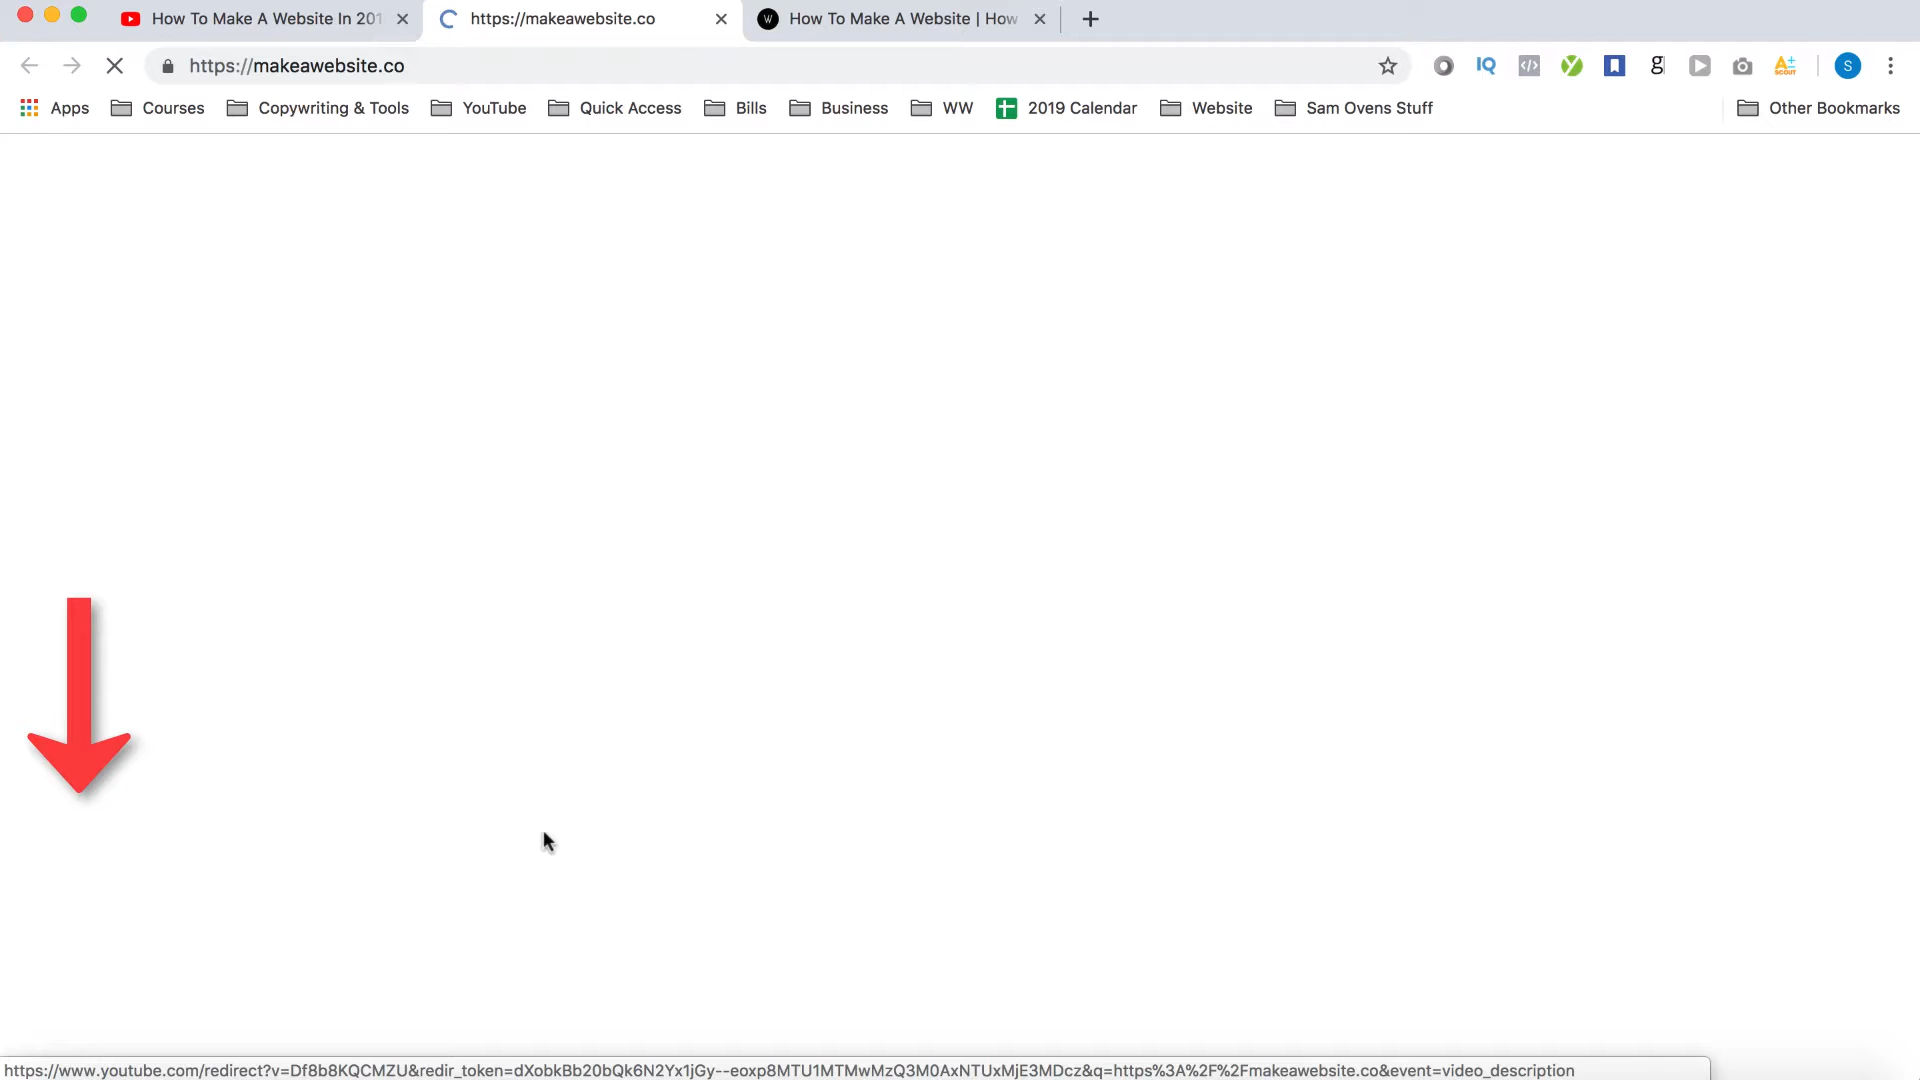 How To Make A Website In 201
https://makeawebsite.co
How To Make A Website | How
https://makeawebsite.co
IQ
y
g
A+
SCOUT
S
Apps
Courses
Copywriting & Tools
YouTube
Quick Access
Bills
Business
WW
2019 Calendar
Website
Sam Ovens Stuff
Other Bookmarks
https://www.youtube.com/redirect?v=Df8b8KQCMZU&redir_token=dXobkBb20bQk6N2Yx1jGy--eoxp8MTU1MTMwMzQ3M0AxNTUxMjE3MDcz&q=https%3A%2F%2Fmakeawebsite.co&event=video_description